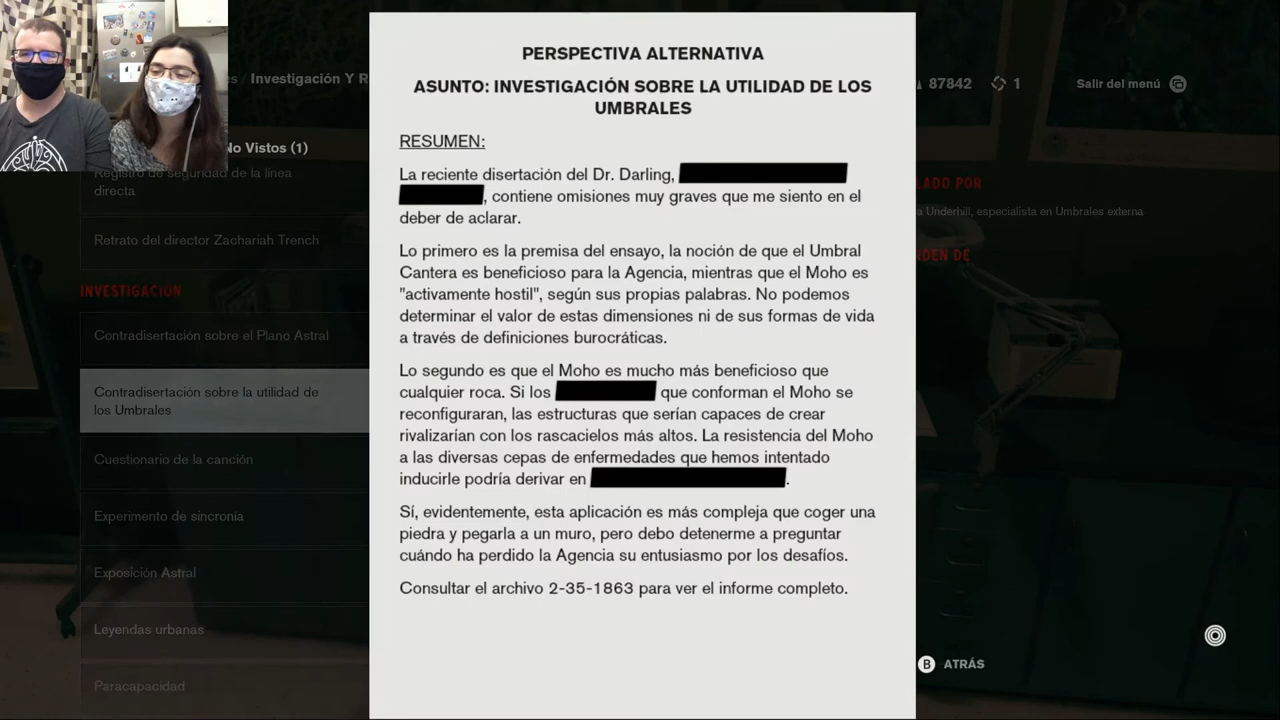 es / Investigación Y R
87842
1
Salir del menú
No Vistos (1)
Registro de seguridad de la línea
directa
Retrato del director Zachariah Trench
INVESTIGACIÓN
Contradisertación sobre el Plano Astral
Contradisertación sobre la utilidad de
los Umbrales
Cuestionario de la canción
Experimento de sincronia
Exposición Astral
Leyendas urbanas
Paracapacidad
PERSPECTIVA ALTERNATIVA
ASUNTO: INVESTIGACIÓN SOBRE LA UTILIDAD DE LOS
UMBRALES
RESUMEN:
La reciente disertación del Dr. Darling,
, contiene omisiones muy graves que me siento en el
deber de aclarar.
Lo primero es la premisa del ensayo, la noción de que el Umbral
Cantera es beneficioso para la Agencia, mientras que el Moho es
"activamente hostil", según sus propias palabras. No podemos
determinar el valor de estas dimensiones ni de sus formas de vida
a través de definiciones burocráticas.
Lo segundo es que el Moho es mucho más beneficioso que
cualquier roca. Si los que conforman el Moho se
reconfiguraran, las estructuras que serían capaces de crear
rivalizarían con los rascacielos más altos. La resistencia del Moho
a las diversas cepas de enfermedades que hemos intentado
inducirle podría derivar en .
Sí, evidentemente, esta aplicación es más compleja que coger una
piedra y pegarla a un muro, pero debo detenerme a preguntar
cuándo ha perdido la Agencia su entusiasmo por los desafíos.
Consultar el archivo 2-35-1863 para ver el informe completo.
LADO POR
a Underhill, especialista en Umbrales externa
NDEN DE
B ATRÁS